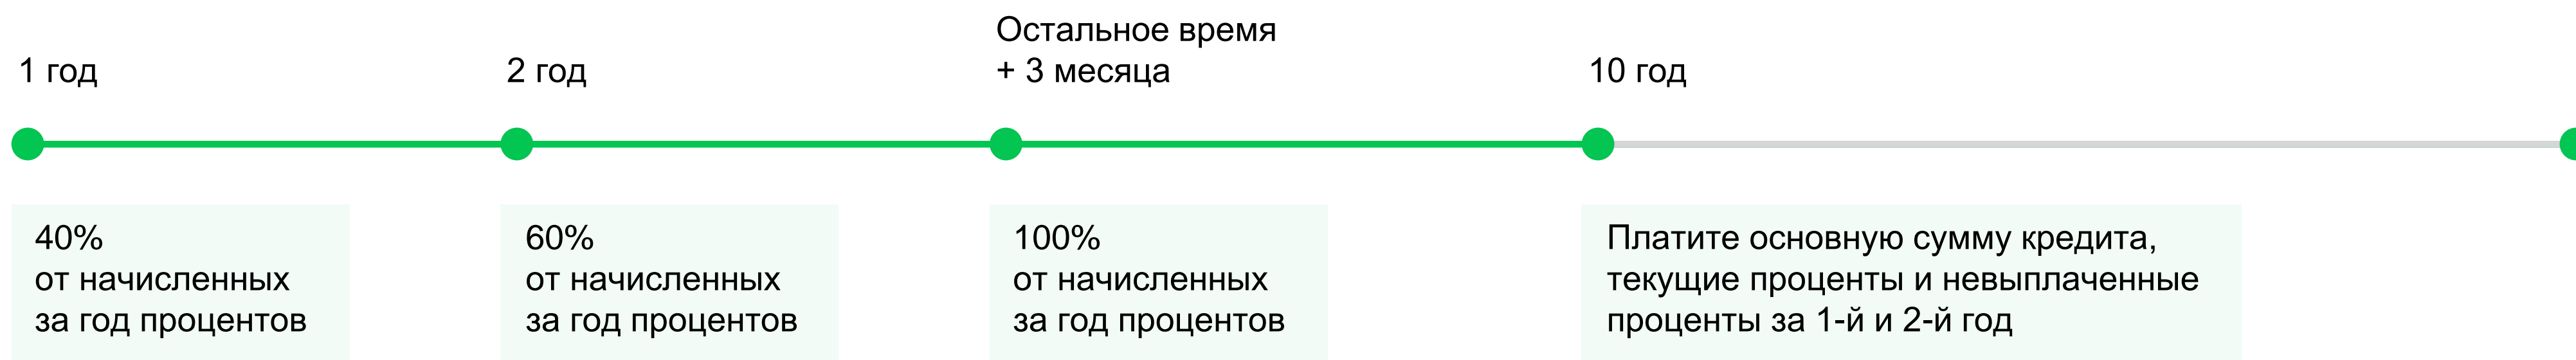 1 год
2 год
Остальное время
+ 3 месяца
10 год
40%
от начисленных
за год процентов
60%
от начисленных
за год процентов
100%
от начисленных
за год процентов
Платите основную сумму кредита,
текущие проценты и невыплаченные
проценты за 1-й и 2-й год